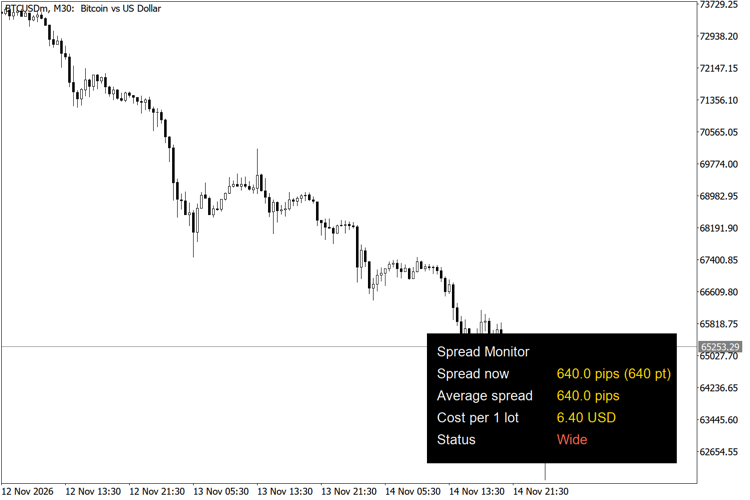 BTCUSDm, M30: Bitcoin vs US Dollar
73729.25
72938.20
72147.15
71356.10
70565.05
69774.00
68982.95
68191.90
67400.85
66609.80
65818.75
65253.29
65027.70
64236.65
63445.60
62654.55
Spread Monitor
Spread now 640.0 pips (640 pt)
Average spread 640.0 pips
Cost per 1 lot 6.40 USD
Status Wide
12 Nov 2026 12 Nov 13:30 12 Nov 21:30 13 Nov 05:30 13 Nov 13:30 13 Nov 21:30 14 Nov 05:30 14 Nov 13:30 14 Nov 21:30